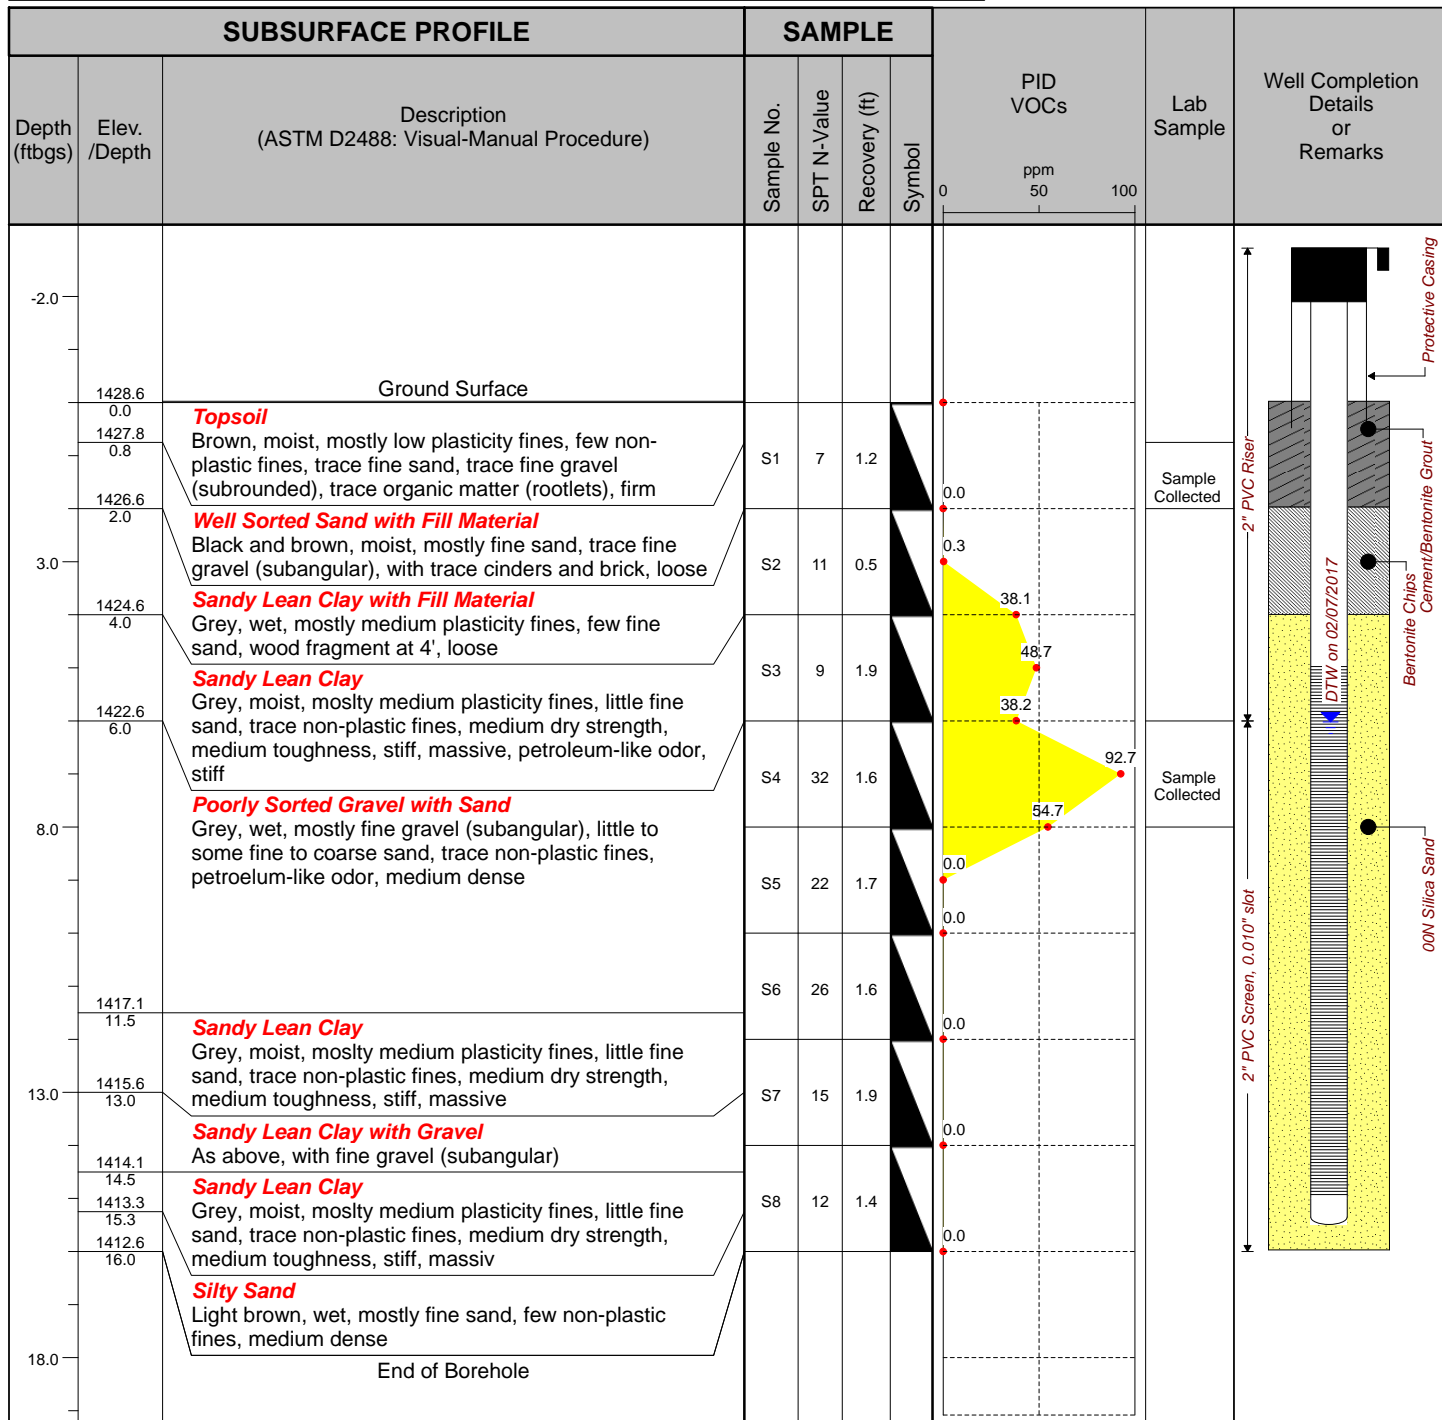 SUBSURFACE PROFILE
SAMPLE
Depth
(ftbgs)
Elev.
/Depth
Description
(ASTM D2488: Visual-Manual Procedure)
Sample No.
SPT N-Value
Recovery (ft)
Symbol
PID
VOCs
ppm
0 50 100
Lab
Sample
Well Completion
Details
or
Remarks
-2.0
3.0
8.0
13.0
18.0
Ground Surface
1428.6
0.0
Topsoil
Brown, moist, mostly low plasticity fines, few non-
plastic fines, trace fine sand, trace fine gravel
(subrounded), trace organic matter (rootlets), firm
1427.8
0.8
Well Sorted Sand with Fill Material
Black and brown, moist, mostly fine sand, trace fine
gravel (subangular), with trace cinders and brick, loose
1426.6
2.0
Sandy Lean Clay with Fill Material
Grey, wet, mostly medium plasticity fines, few fine
sand, wood fragment at 4', loose
1424.6
4.0
Sandy Lean Clay
Grey, moist, moslty medium plasticity fines, little fine
sand, trace non-plastic fines, medium dry strength,
medium toughness, stiff, massive, petroleum-like odor,
stiff
1422.6
6.0
Poorly Sorted Gravel with Sand
Grey, wet, mostly fine gravel (subangular), little to
some fine to coarse sand, trace non-plastic fines,
petroelum-like odor, medium dense
1417.1
11.5
Sandy Lean Clay
Grey, moist, moslty medium plasticity fines, little fine
sand, trace non-plastic fines, medium dry strength,
medium toughness, stiff, massive
1415.6
13.0
Sandy Lean Clay with Gravel
As above, with fine gravel (subangular)
1414.1
14.5
Sandy Lean Clay
Grey, moist, moslty medium plasticity fines, little fine
sand, trace non-plastic fines, medium dry strength,
medium toughness, stiff, massiv
1413.3
15.3
Silty Sand
Light brown, wet, mostly fine sand, few non-plastic
fines, medium dense
1412.6
16.0
End of Borehole
S1 7 1.2
S2 11 0.5
S3 9 1.9
S4 32 1.6
S5 22 1.7
S6 26 1.6
S7 15 1.9
S8 12 1.4
0.0
0.3
38.1
48.7
38.2
92.7
54.7
0.0
0.0
0.0
0.0
0.0
Sample
Collected
Sample
Collected
2" PVC Riser
2" PVC Screen, 0.010" slot
DTW on 02/07/2017
Protective Casing
Cement/Bentonite Grout
Bentonite Chips
00N Silica Sand